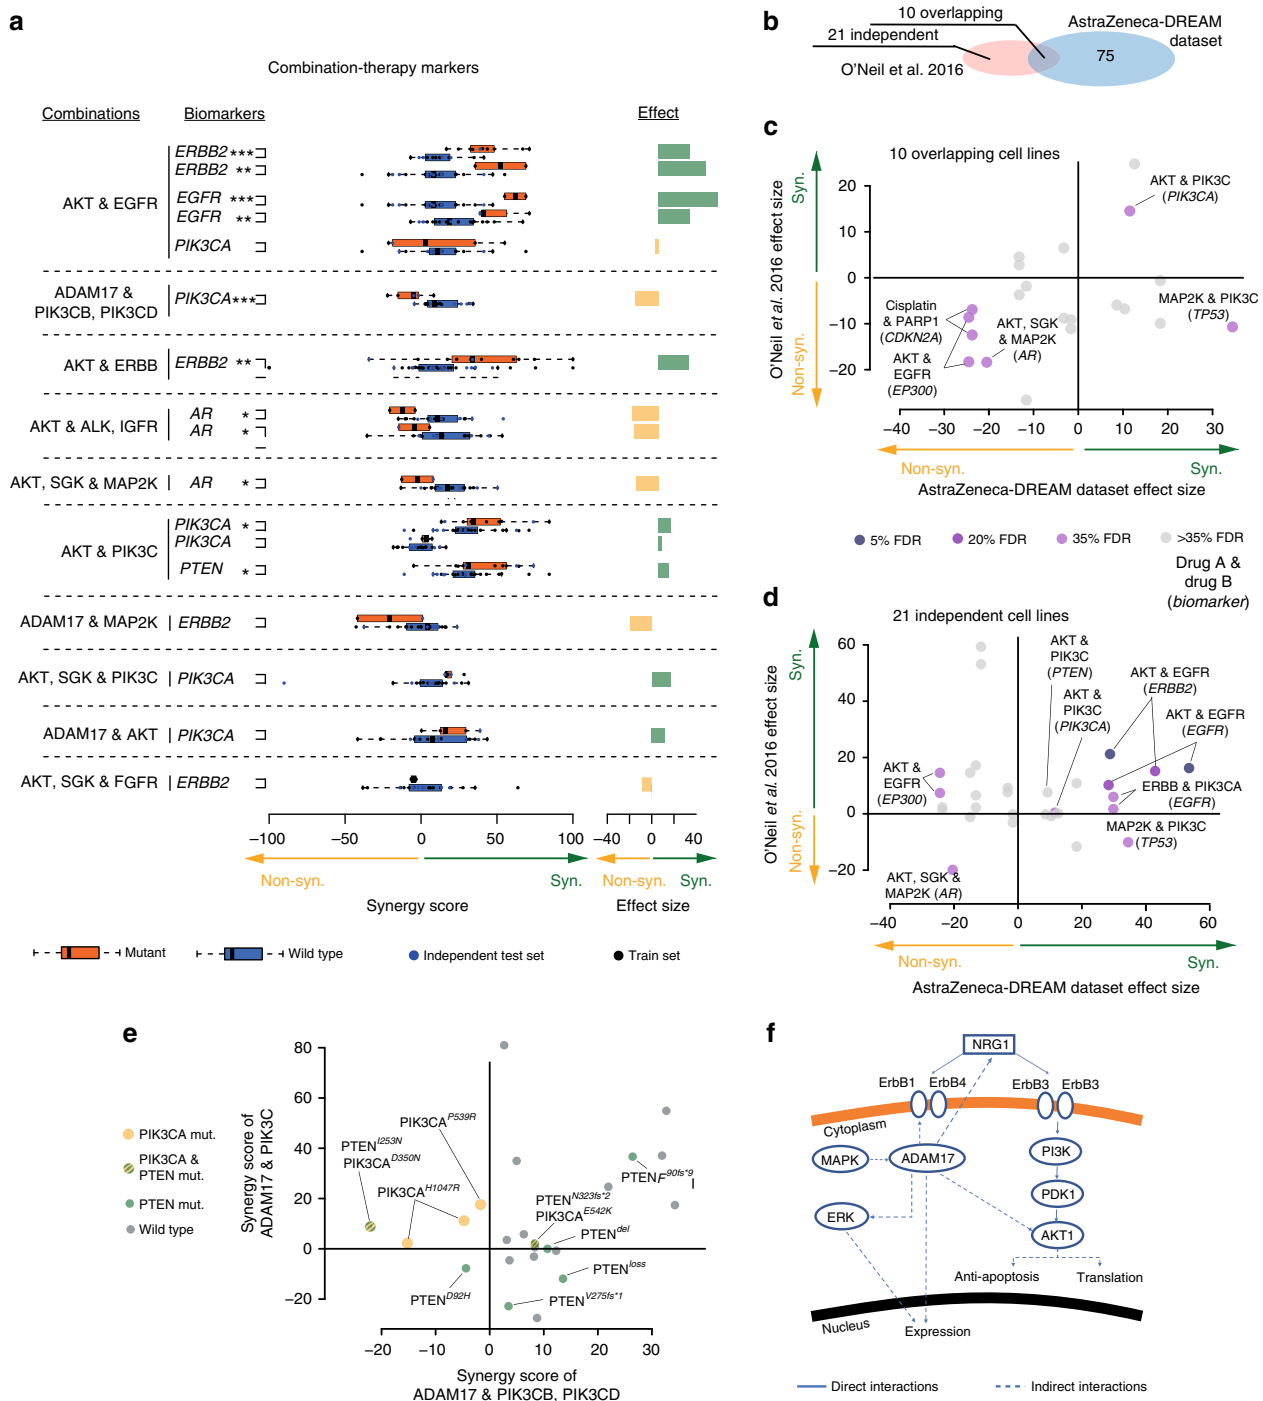 a
Combination-therapy markers
Combinations
Biomarkers
Effect
AKT & EGFR
ERBB2 ***
ERBB2 **
EGFR ***
EGFR **
PIK3CA
ADAM17 &
PIK3CB, PIK3CD
PIK3CA***
AKT & ERBB
ERBB2 **
AKT & ALK, IGFR
AR *
AR *
AKT, SGK & MAP2K
AR *
AKT & PIK3C
PIK3CA *
PIK3CA
PTEN *
ADAM17 & MAP2K
ERBB2
AKT, SGK & PIK3C
PIK3CA
ADAM17 & AKT
PIK3CA
AKT, SGK & FGFR
ERBB2
−100 −50 0 50 100
−40 0 40
Non-syn. Syn.
Non-syn. Syn.
Synergy score
Effect size
Mutant
Wild type
Independent test set
Train set
b
10 overlapping
21 independent
O'Neil et al. 2016
AstraZeneca-DREAM
dataset
75
c
10 overlapping cell lines
O'Neil et al. 2016 effect size
Syn.
Non-syn.
20
10
0
−10
−20
AKT & PIK3C
(PIK3CA)
MAP2K & PIK3C
(TP53)
Cisplatin
& PARP1
(CDKN2A)
AKT, SGK
& MAP2K
(AR)
AKT &
EGFR
(EP300)
−40 −30 −20 −10 0 10 20 30
Non-syn. Syn.
AstraZeneca-DREAM dataset effect size
5% FDR
20% FDR
35% FDR
>35% FDR
Drug A &
drug B
(biomarker)
d
21 independent cell lines
O'Neil et al. 2016 effect size
Syn.
Non-syn.
60
40
20
0
−20
AKT &
PIK3C
(PTEN)
AKT &
PIK3C
(PIK3CA)
AKT & EGFR
(ERBB2)
AKT & EGFR
(EGFR)
AKT &
EGFR
(EP300)
ERBB & PIK3CA
(EGFR)
MAP2K & PIK3C
(TP53)
AKT, SGK &
MAP2K (AR)
−40 −20 0 20 40 60
Non-syn. Syn.
AstraZeneca-DREAM dataset effect size
e
PIK3CA mut.
PIK3CA &
PTEN mut.
PTEN mut.
Wild type
Synergy score of
ADAM17 & PIK3C
80
60
40
20
0
−20
PIK3CA P539R
PTEN I253N
PIK3CA D350N
PIK3CA H1047R
PTEN F90fs*9
l
PTEN N323fs*2
PIK3CA E542K
PTEN del
PTEN loss
PTEN D92H
PTEN V275fs*1
−20 −10 0 10 20 30
Synergy score of
ADAM17 & PIK3CB, PIK3CD
f
NRG1
ErbB1 ErbB4
ErbB3 ErbB3
Cytoplasm
MAPK
ADAM17
PI3K
PDK1
ERK
AKT1
Anti-apoptosis
Translation
Nucleus
Expression
Direct interactions
Indirect interactions